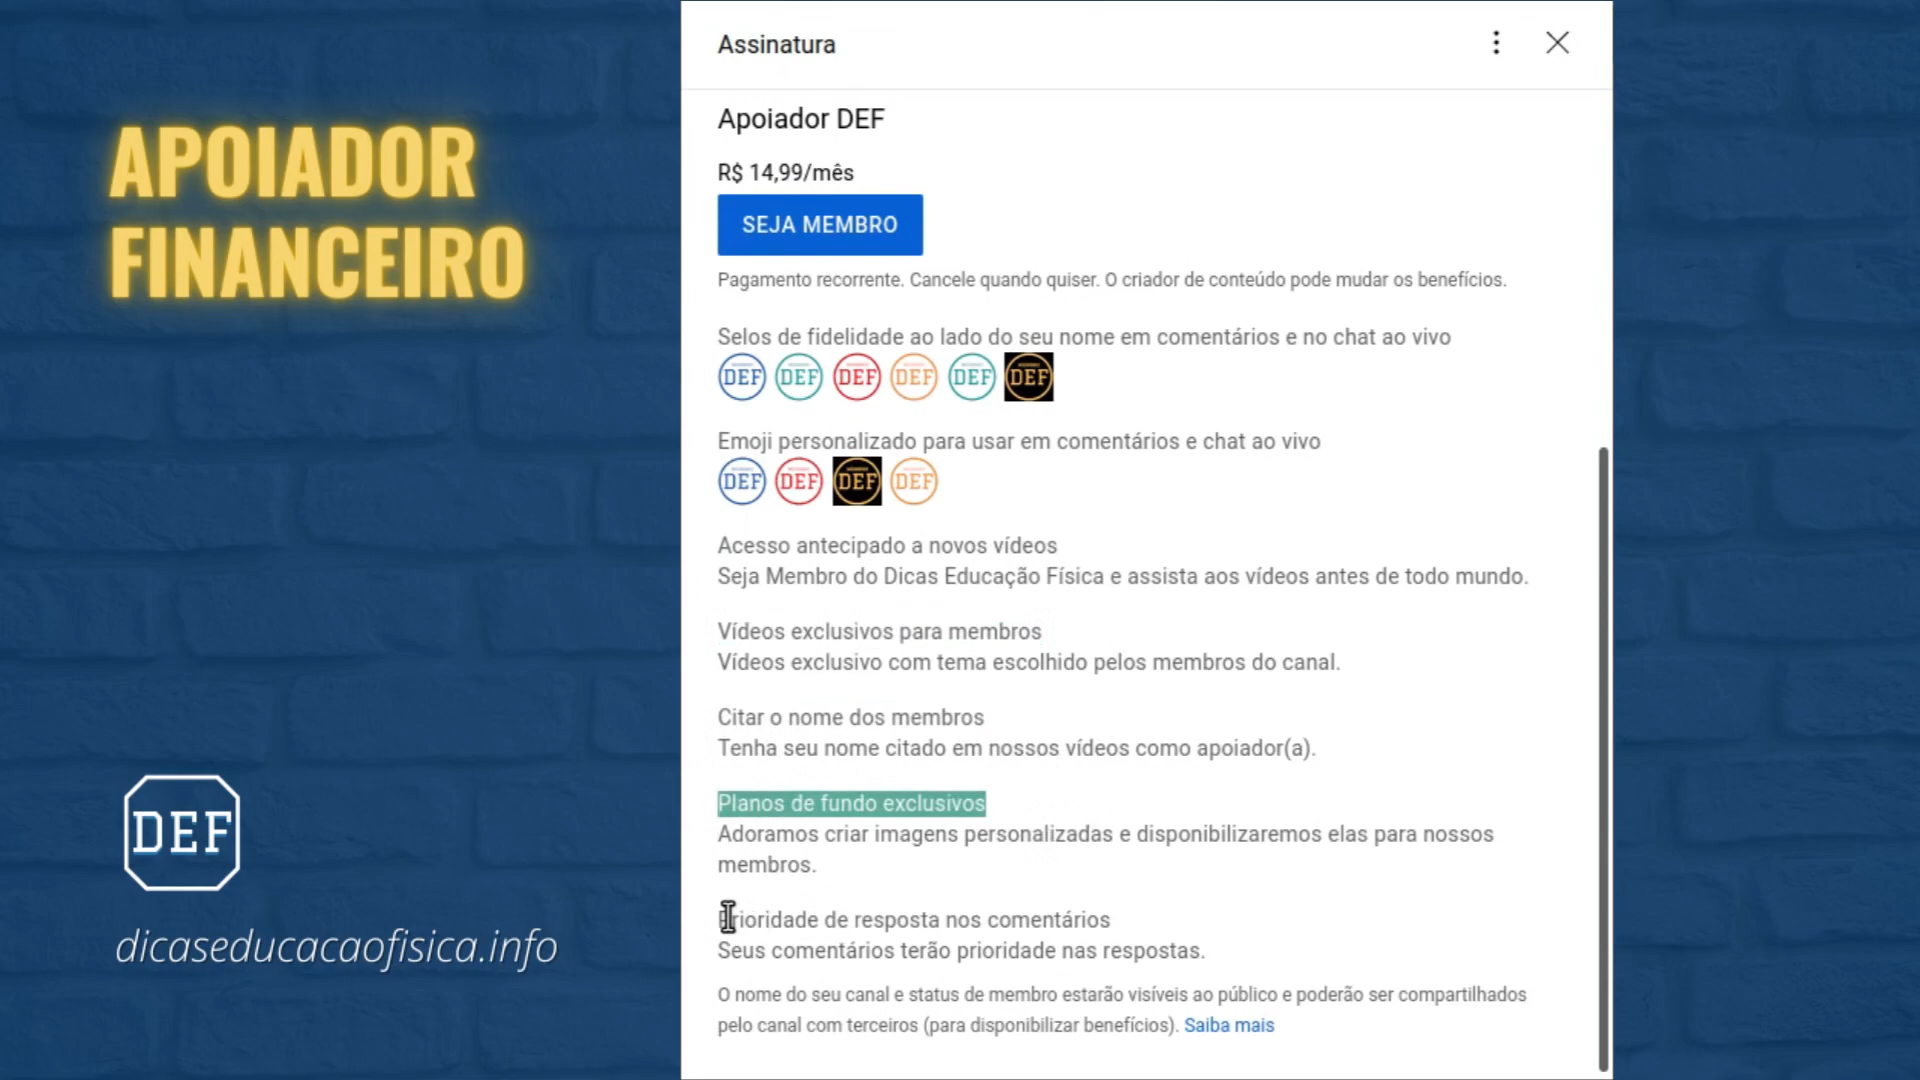 APOIADOR
FINANCEIRO
DEF
dicaseducacaofisica.info
Assinatura
Apoiador DEF
R$ 14,99/mês
SEJA MEMBRO
Pagamento recorrente. Cancele quando quiser. O criador de conteúdo pode mudar os benefícios.
Selos de fidelidade ao lado do seu nome em comentários e no chat ao vivo
DEF DEF DEF DEF DEF DEF
Emoji personalizado para usar em comentários e chat ao vivo
DEF DEF DEF DEF
Acesso antecipado a novos vídeos
Seja Membro do Dicas Educação Física e assista aos vídeos antes de todo mundo.
Vídeos exclusivos para membros
Vídeos exclusivo com tema escolhido pelos membros do canal.
Citar o nome dos membros
Tenha seu nome citado em nossos vídeos como apoiador(a).
Planos de fundo exclusivos
Adoramos criar imagens personalizadas e disponibilizaremos elas para nossos
membros.
Prioridade de resposta nos comentários
Seus comentários terão prioridade nas respostas.
O nome do seu canal e status de membro estarão visíveis ao público e poderão ser compartilhados
pelo canal com terceiros (para disponibilizar benefícios). Saiba mais